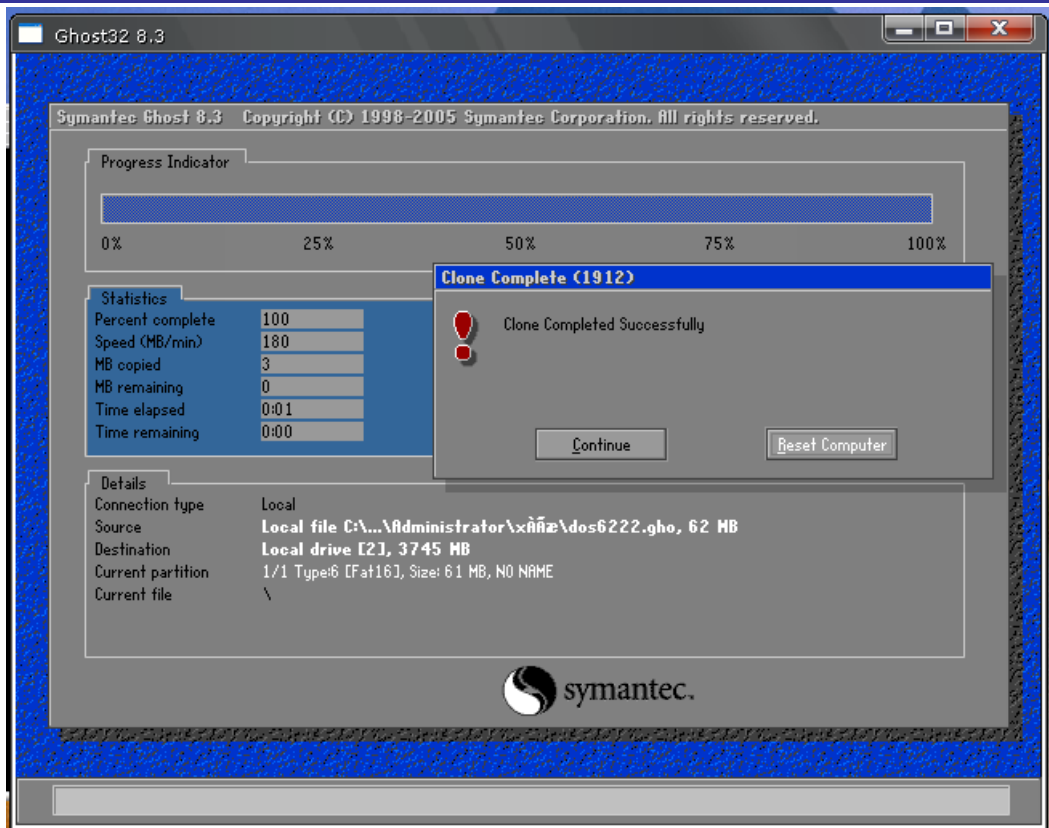 Ghost32 8.3
Symantec Ghost 8.3 Copyright (C) 1998-2005 Symantec Corporation. All rights reserved.
Progress Indicator
0% 25% 50% 75% 100%
Clone Complete (1912)
Clone Completed Successfully
Continue Reset Computer
Statistics
Percent complete 100
Speed (MB/min) 180
MB copied 3
MB remaining 0
Time elapsed 0:01
Time remaining 0:00
Details
Connection type Local
Source Local file C:\...\Administrator\xÀÃæ\dos6222.gho, 62 MB
Destination Local drive [2], 3745 MB
Current partition 1/1 Type:6 [Fat16], Size: 61 MB, NO NAME
Current file \
symantec.